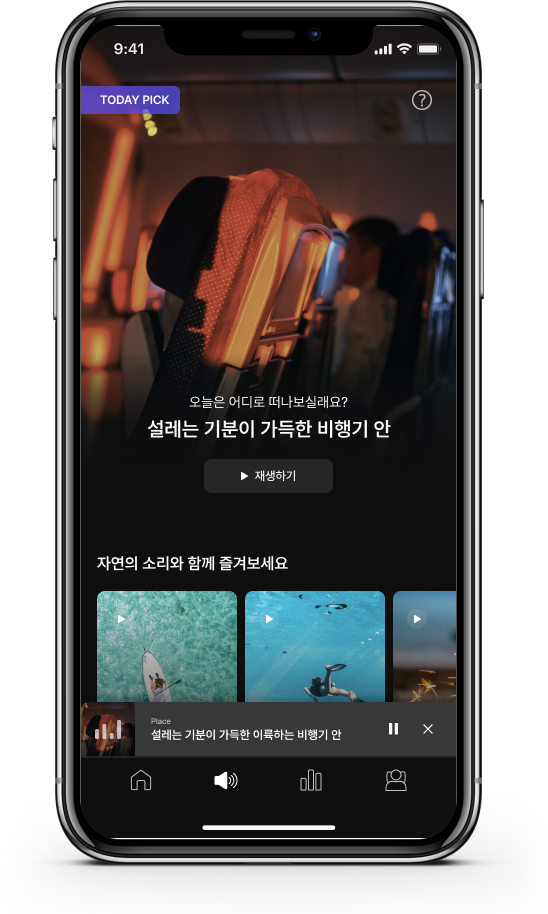 9:41
TODAY PICK
?
오늘은 어디로 떠나보실래요?
설레는 기분이 가득한 비행기 안
재생하기
자연의 소리와 함께 즐겨보세요
Place
설레는 기분이 가득한 이륙하는 비행기 안